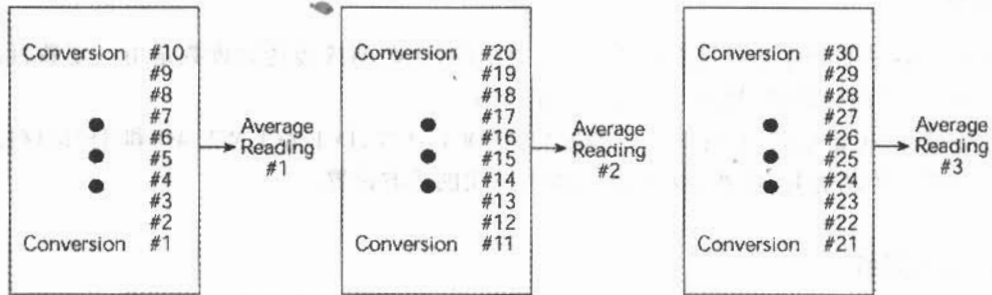 Conversion #10
#9
#8
#7
#6
#5
#4
#3
#2
Conversion #1
Average
Reading
#1
Conversion #20
#19
#18
#17
#16
#15
#14
#13
#12
Conversion #11
Average
Reading
#2
Conversion #30
#29
#28
#27
#26
#25
#24
#23
#22
Conversion #21
Average
Reading
#3